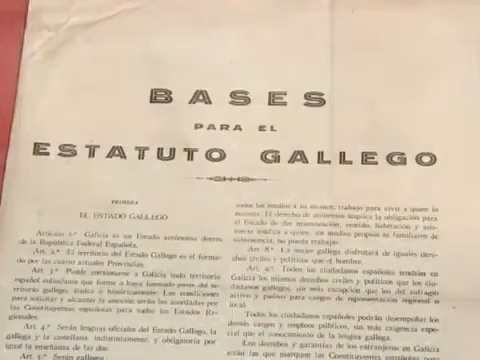 BASES
PARA EL
ESTATUTO GALLEGO
PRIMERA
EL ESTADO GALLEGO
Artículo 1.º Galicia es un Estado autónomo dentro
de la República Federal Española.
Art. 2.º El territorio del Estado Gallego es el forma-
do por las cuatro actuales Provincias.
Art 3.º Puede anexionarse a Galicia todo territorio
español colindante que forme o haya formado parte del te-
rritorio gallego étnica e históricamente. Las condiciones
para solicitar y alcanzar la anexión serán las acordadas por
las Constituyentes españolas para todos los Estados Re-
gionales.
Art. 4.º Serán lenguas oficiales del Estado Gallego, la
gallega y la castellana indistintamente, y obligatoria por
igual la enseñanza de las dos.
Art. 5.º Serán gallegos
todos los medios a su alcance, trabajo para vivir a quien lo
necesite. El derecho de alimentos implica la obligación para
el Estado de dar manutención, vestido, habitación y asis-
tencia médica a quien, sin medios propios ni familiares de
subsistencia, no pueda trabajar.
Art. 8.º La mujer gallega disfrutará de iguales dere-
chos civiles y políticos que el hombre.
Art. 9.º Todos los ciudadanos españoles tendrán en
Galicia los mismos derechos civiles y políticos que los ciu-
dadanos gallegos, sin más excepción que los del sufragio
activo y pasivo para cargos de representación regional o
local.
Todos los ciudadanos españoles podrán desempeñar los
demás cargos y empleos públicos, sin más exigencia espe-
cial que el conocimiento de la lengua gallega.
Los derechos y garantías de los extranjeros en Galicia
serán las que marquen las Constituyentes españolas